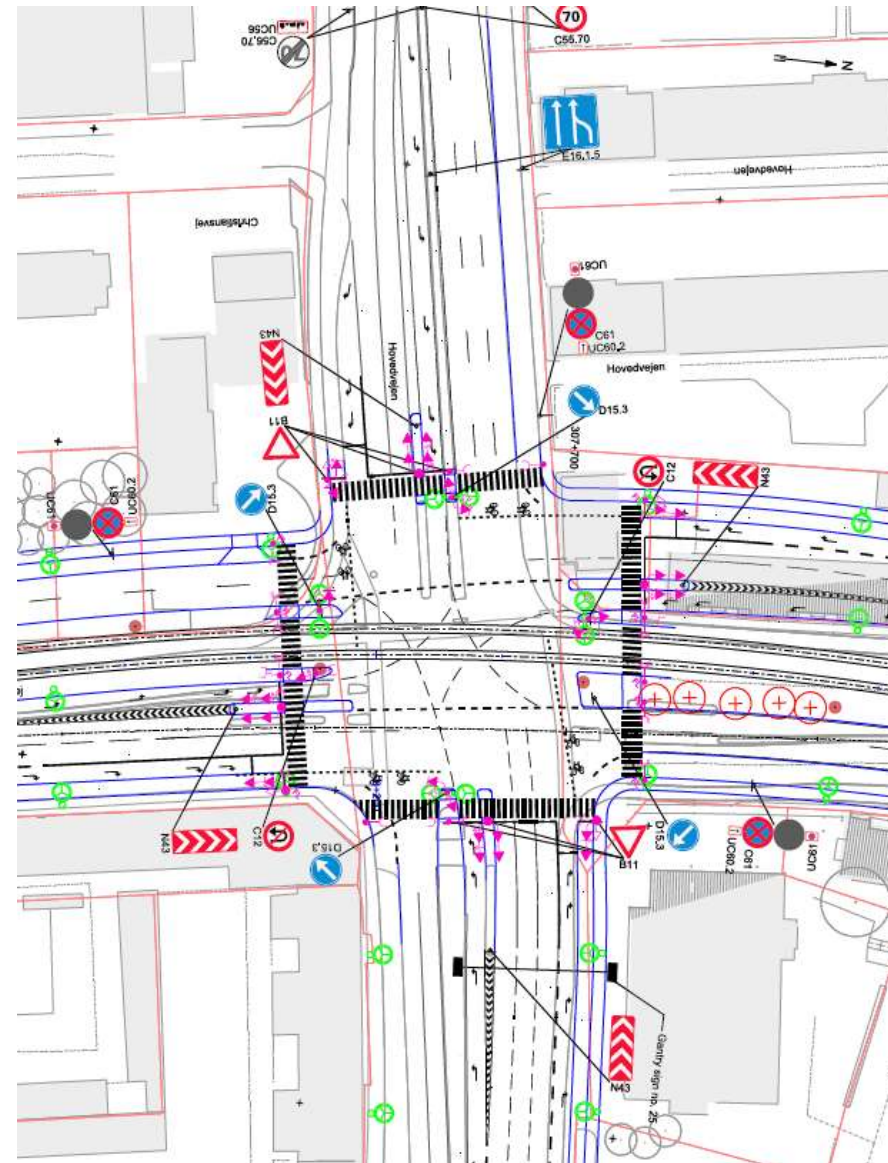 UC56
C56,70
70
70
C55.70
N
E16.1.5
Hovedvejen
Christiansvej
UC61
C61
UC60.2
Hovedvejen
N43
Hovedvejen
B11
D15.3
307+700
C12
N43
UC61
C61
UC60.2
D15.3
N43
C12
D15.3
B11
D15.3
UC60.2
C61
UC61
Gantry sign no. 25
N43